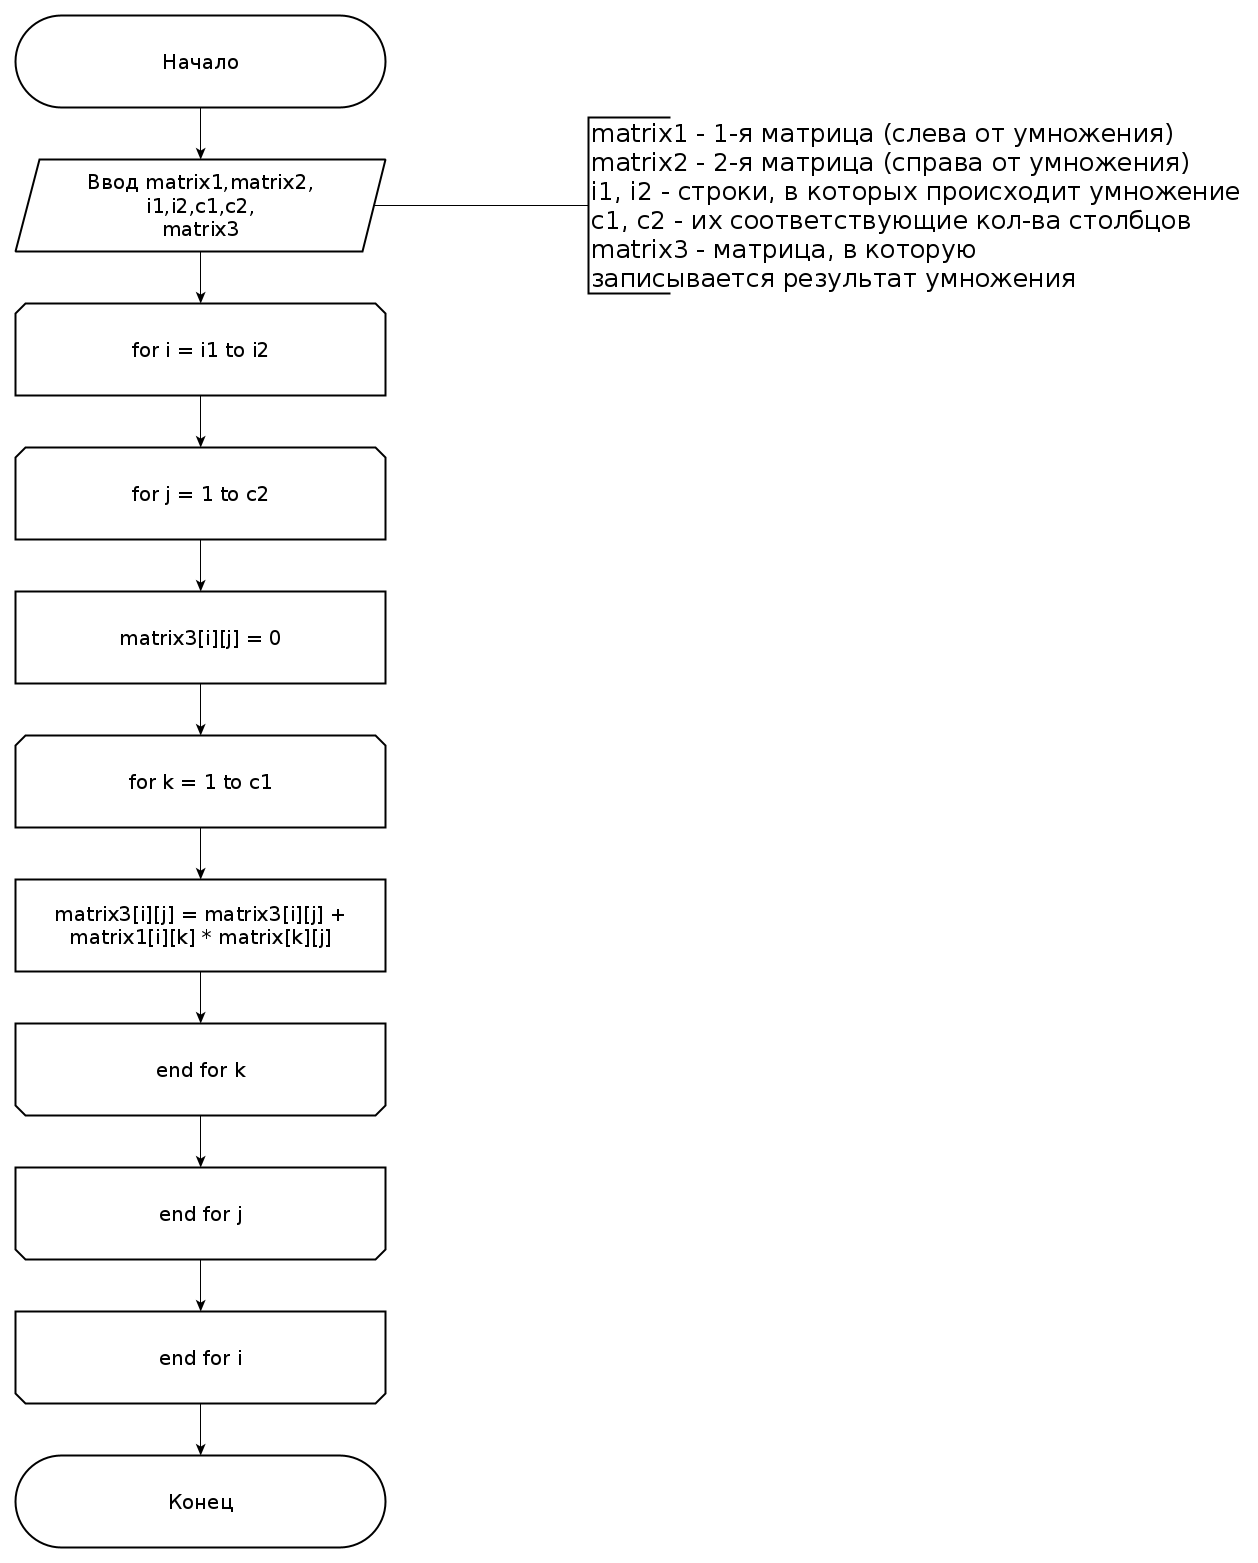 Начало
Ввод matrix1,matrix2,
i1,i2,c1,c2,
matrix3
matrix1 - 1-я матрица (слева от умножения)
matrix2 - 2-я матрица (справа от умножения)
i1, i2 - строки, в которых происходит умножение
c1, c2 - их соответствующие кол-ва столбцов
matrix3 - матрица, в которую
записывается результат умножения
for i = i1 to i2
for j = 1 to c2
matrix3[i][j] = 0
for k = 1 to c1
matrix3[i][j] = matrix3[i][j] +
matrix1[i][k] * matrix[k][j]
end for k
end for j
end for i
Конец